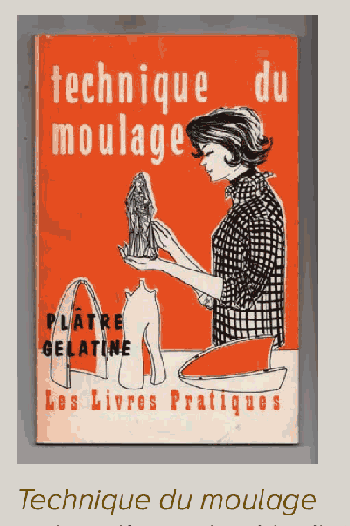 technique du
moulage
PLÂTRE
GELATINE
Les Livres Pratiques
Technique du moulage